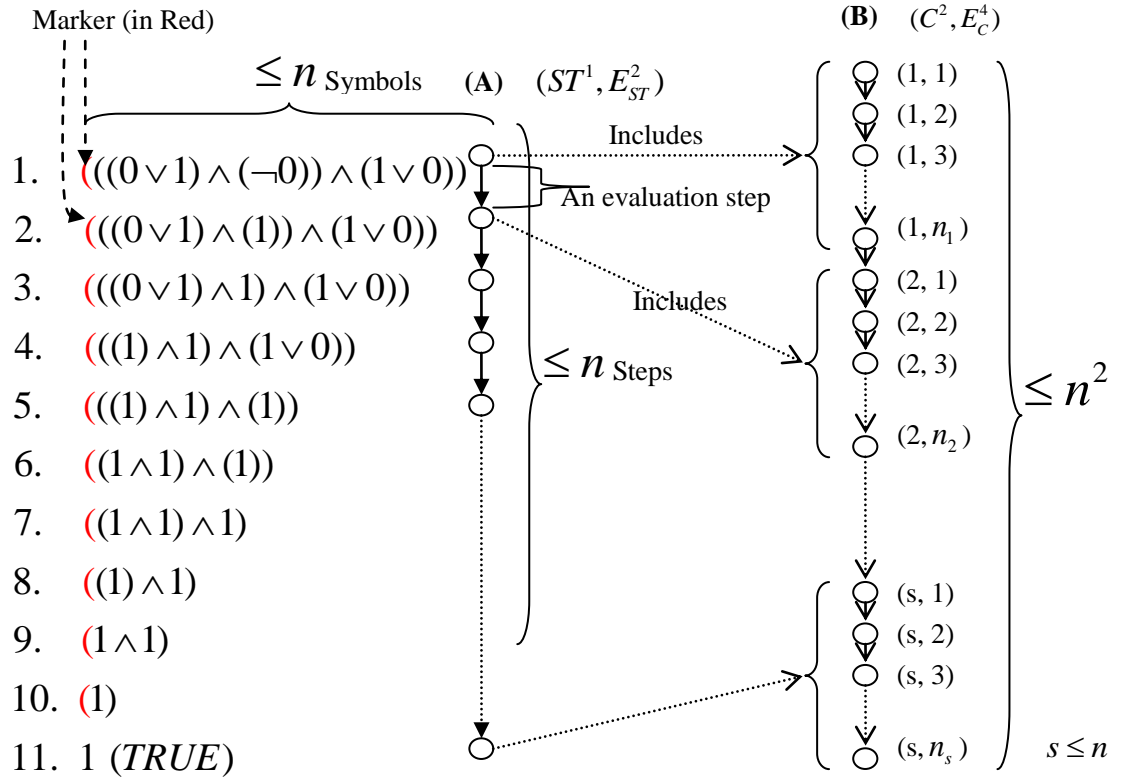 Marker (in Red)
≤ n Symbols
(A) (ST¹, E²_ST)
(B) (C², E⁴_C)
1. ((((0 ∨ 1) ∧ (¬0)) ∧ (1 ∨ 0))
2. ((((0 ∨ 1) ∧ (1)) ∧ (1 ∨ 0))
3. ((((0 ∨ 1) ∧ 1) ∧ (1 ∨ 0))
4. ((((1) ∧ 1) ∧ (1 ∨ 0))
5. ((((1) ∧ 1) ∧ (1))
6. (((1 ∧ 1) ∧ (1))
7. (((1 ∧ 1) ∧ 1)
8. (((1) ∧ 1)
9. ((1 ∧ 1)
10. (1)
11. 1 (TRUE)
An evaluation step
≤ n Steps
Includes
Includes
(1, 1)
(1, 2)
(1, 3)
(1, n₁)
(2, 1)
(2, 2)
(2, 3)
(2, n₂)
(s, 1)
(s, 2)
(s, 3)
(s, nₛ)
≤ n²
s ≤ n